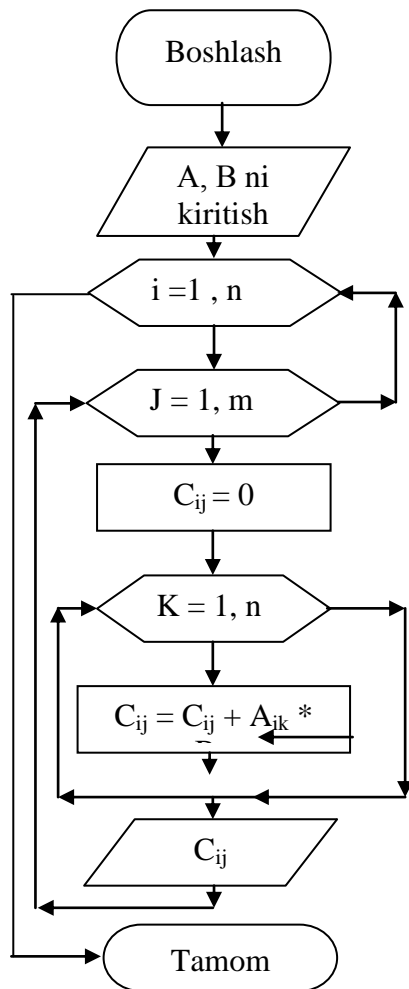 Boshlash
A, B ni
kiritish
i =1 , n
J = 1, m
Cij = 0
K = 1, n
Cij = Cij + Aik *
Cij
Tamom